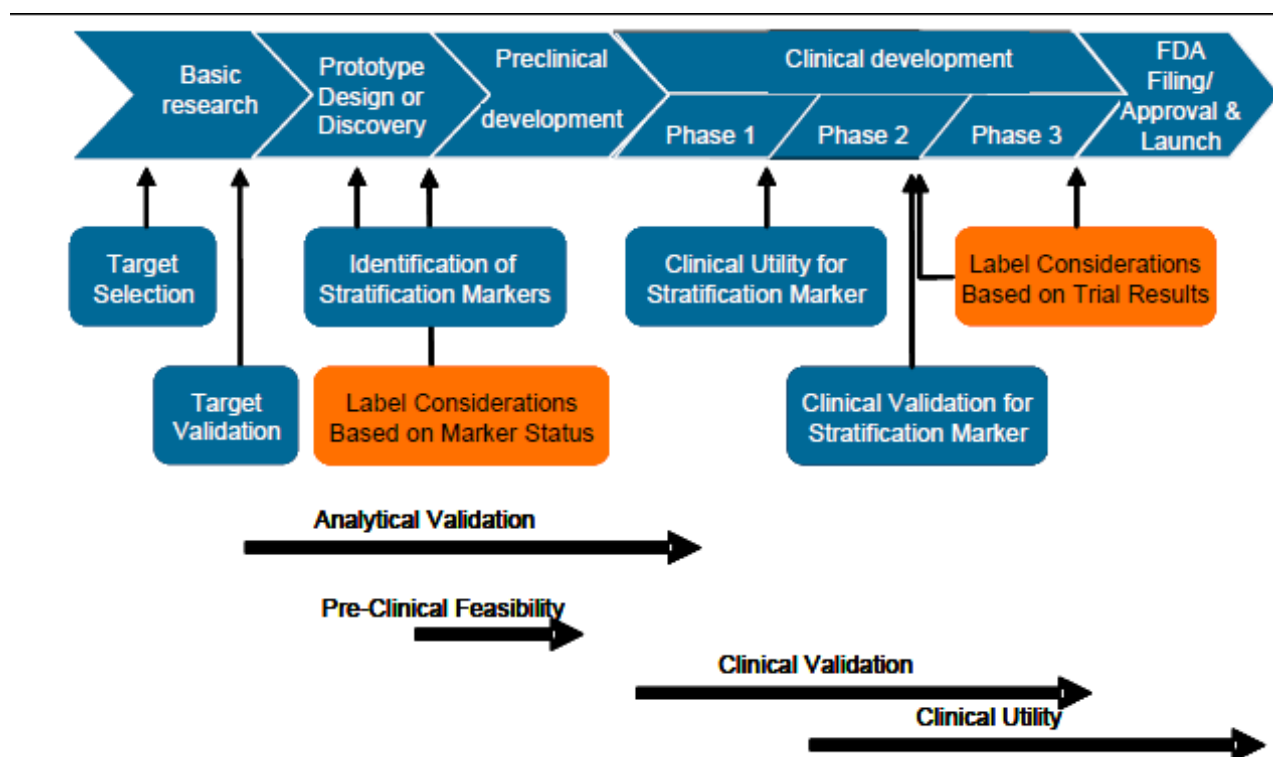 Basic
research
Prototype
Design or
Discovery
Preclinical
development
Clinical development
Phase 1
Phase 2
Phase 3
FDA
Filing/
Approval &
Launch
Target
Selection
Identification of
Stratification Markers
Clinical Utility for
Stratification Marker
Label Considerations
Based on Trial Results
Target
Validation
Label Considerations
Based on Marker Status
Clinical Validation for
Stratification Marker
Analytical Validation
Pre-Clinical Feasibility
Clinical Validation
Clinical Utility